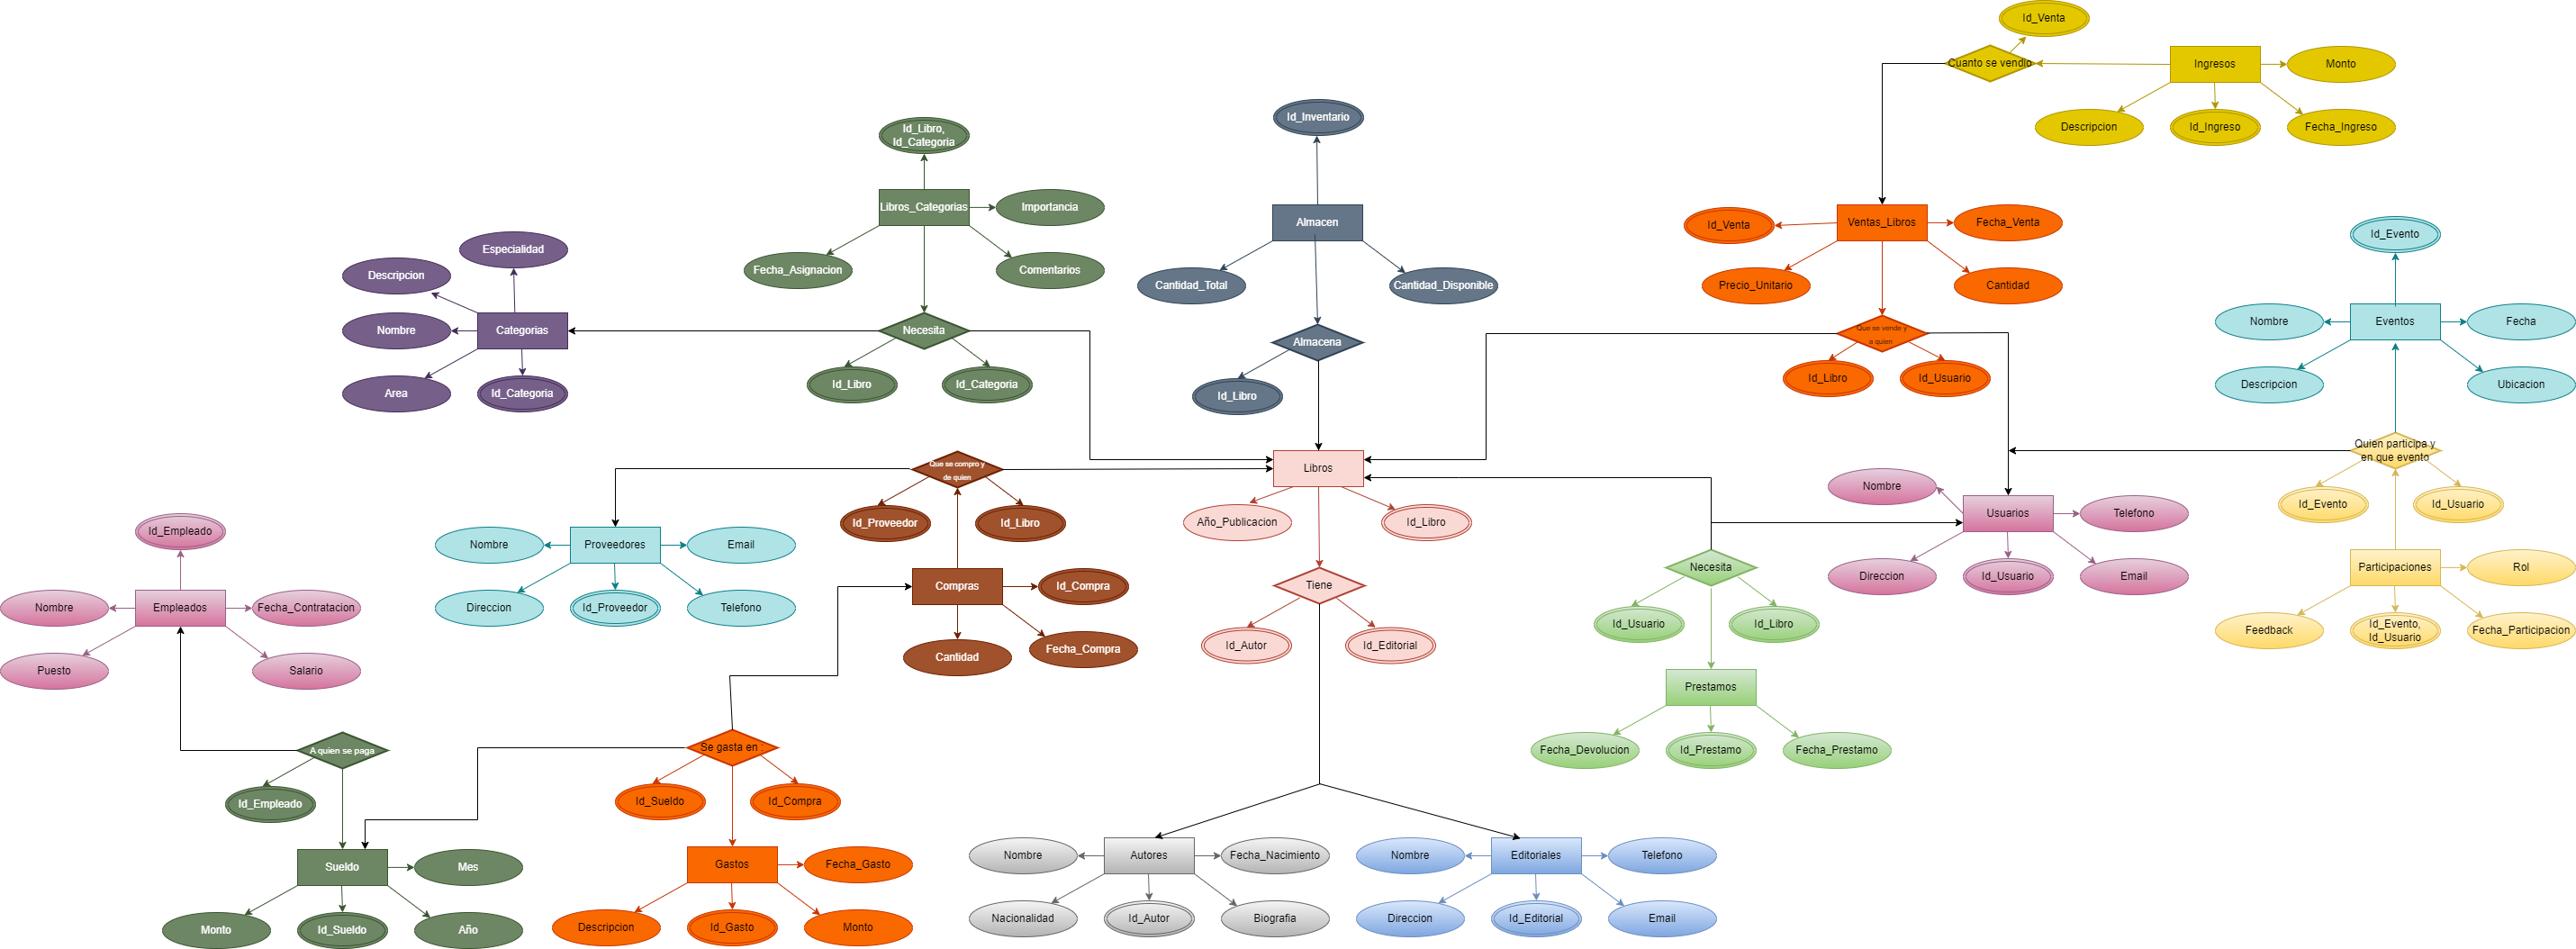 Id_Venta
Cuanto se vendio
Ingresos
Monto
Descripcion
Id_Ingreso
Fecha_Ingreso
Id_Inventario
Almacen
Cantidad_Total
Cantidad_Disponible
Almacena
Id_Libro
Id_Libro,
Id_Categoria
Libros_Categorias
Importancia
Fecha_Asignacion
Comentarios
Necesita
Id_Libro
Id_Categoria
Especialidad
Descripcion
Nombre
Categorias
Area
Id_Categoria
Id_Venta
Ventas_Libros
Fecha_Venta
Precio_Unitario
Cantidad
Que se vende y
a quien
Id_Libro
Id_Usuario
Id_Evento
Nombre
Eventos
Fecha
Descripcion
Ubicacion
Quien participa y
en que evento
Id_Evento
Id_Usuario
Participaciones
Rol
Feedback
Id_Evento,
Id_Usuario
Fecha_Participacion
Libros
Año_Publicacion
Id_Libro
Tiene
Id_Autor
Id_Editorial
Nombre
Usuarios
Telefono
Direccion
Id_Usuario
Email
Necesita
Id_Usuario
Id_Libro
Prestamos
Fecha_Devolucion
Id_Prestamo
Fecha_Prestamo
Que se compro y
de quien
Id_Proveedor
Id_Libro
Compras
Id_Compra
Cantidad
Fecha_Compra
Nombre
Proveedores
Email
Direccion
Id_Proveedor
Telefono
Id_Empleado
Nombre
Empleados
Fecha_Contratacion
Puesto
Salario
A quien se paga
Id_Empleado
Sueldo
Mes
Monto
Id_Sueldo
Año
Se gasta en :
Id_Sueldo
Id_Compra
Gastos
Fecha_Gasto
Descripcion
Id_Gasto
Monto
Nombre
Autores
Fecha_Nacimiento
Nacionalidad
Id_Autor
Biografia
Nombre
Editoriales
Telefono
Direccion
Id_Editorial
Email